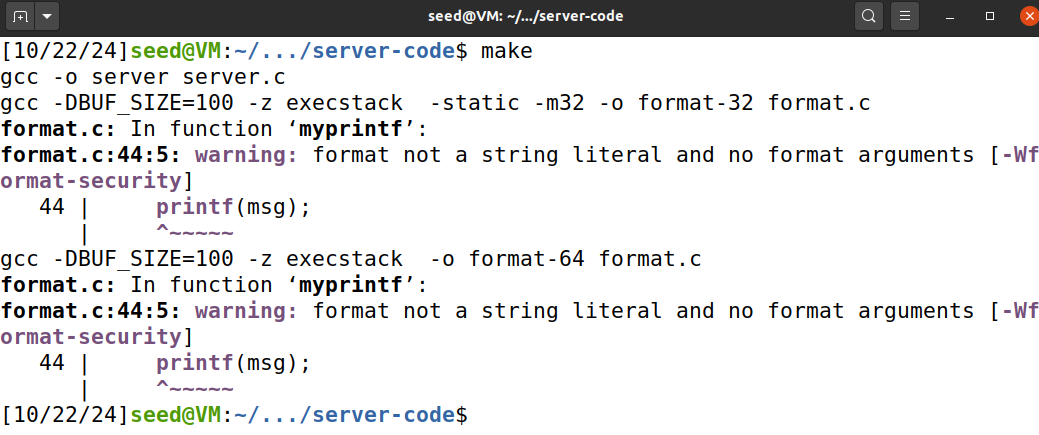 seed@VM: ~/.../server-code
[10/22/24]seed@VM:~/.../server-code$ make
gcc -o server server.c
gcc -DBUF_SIZE=100 -z execstack  -static -m32 -o format-32 format.c
format.c: In function ‘myprintf’:
format.c:44:5: warning: format not a string literal and no format arguments [-Wf
ormat-security]
   44 |     printf(msg);
      |     ^~~~~~
gcc -DBUF_SIZE=100 -z execstack  -o format-64 format.c
format.c: In function ‘myprintf’:
format.c:44:5: warning: format not a string literal and no format arguments [-Wf
ormat-security]
   44 |     printf(msg);
      |     ^~~~~~
[10/22/24]seed@VM:~/.../server-code$